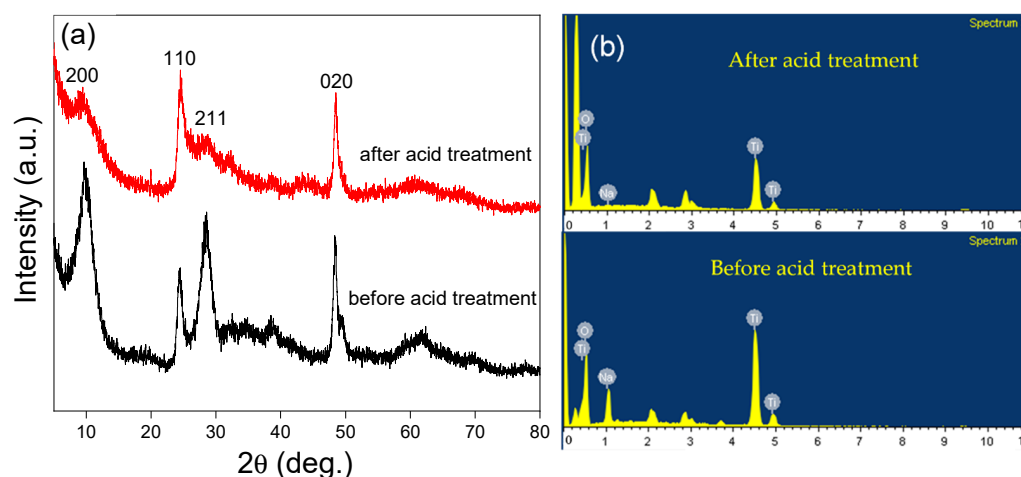 (a)
200
110
211
020
after acid treatment
before acid treatment
Intensity (a.u.)
10 20 30 40 50 60 70 80
2θ (deg.)
(b)
Spectrum
After acid treatment
O
Ti
Na
Ti
Ti
0 1 2 3 4 5 6 7 8 9 10 1
Spectrum
Before acid treatment
O
Ti
Na
Ti
Ti
0 1 2 3 4 5 6 7 8 9 10 1